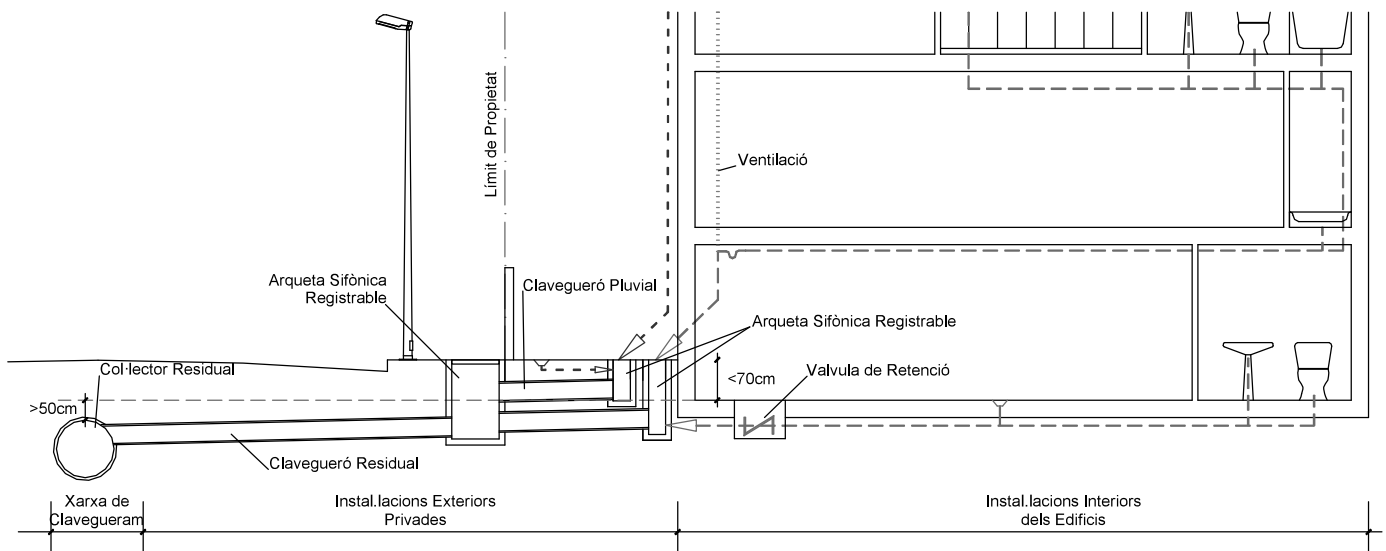 Límit de Propietat
Ventilació
Arqueta Sifònica
Registrable
Clavegueró Pluvial
Arqueta Sifònica Registrable
Col·lector Residual
<70cm
Valvula de Retenció
>50cm
Clavegueró Residual
Xarxa de
Clavegueram
Instal.lacions Exteriors
Privades
Instal.lacions Interiors
dels Edificis